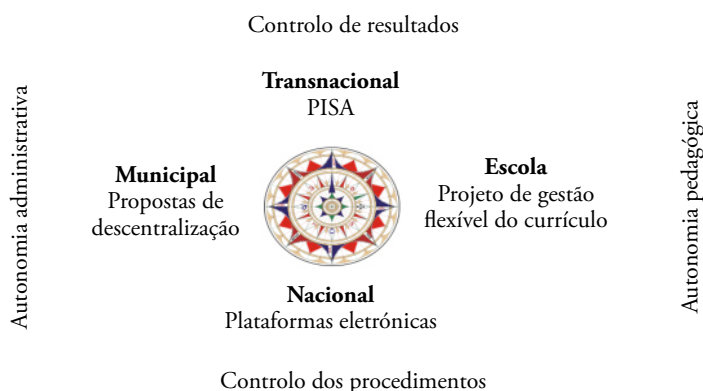 Controlo de resultados
Transnacional
PISA
Autonomia administrativa
Municipal
Propostas de
descentralização
Escola
Projeto de gestão
flexível do currículo
Autonomia pedagógica
Nacional
Plataformas eletrónicas
Controlo dos procedimentos